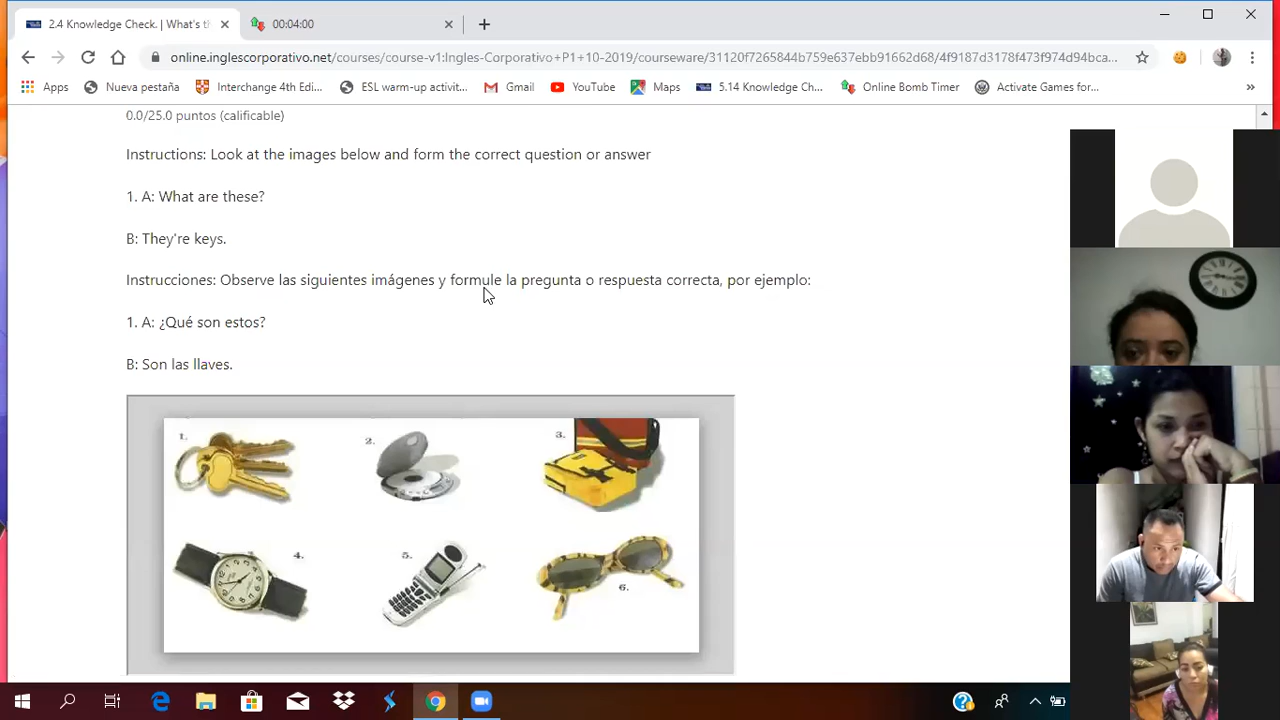 2.4 Knowledge Check. | What's th
00:04:00
online.inglescorporativo.net/courses/course-v1:Ingles_Corporativo+P1+10-2019/courseware/31120f7265844b759e637ebb91662d68/4f9187d3178f473f974d94bca...
Apps
Nueva pestaña
Interchange 4th Edi...
ESL warm-up activit...
Gmail
YouTube
Maps
5.14 Knowledge Ch...
Online Bomb Timer
Activate Games for...
0.0/25.0 puntos (calificable)
Instructions: Look at the images below and form the correct question or answer
1. A: What are these?
B: They're keys.
Instrucciones: Observe las siguientes imágenes y formule la pregunta o respuesta correcta, por ejemplo:
1. A: ¿Qué son estos?
B: Son las llaves.
1.
2.
3.
4.
5.
6.